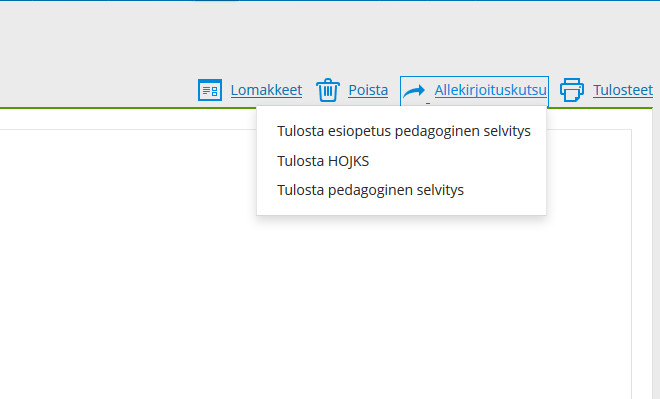 Lomakkeet Poista Allekirjoituskutsu Tulosteet
Tulosta esiopetus pedagoginen selvitys
Tulosta HOJKS
Tulosta pedagoginen selvitys